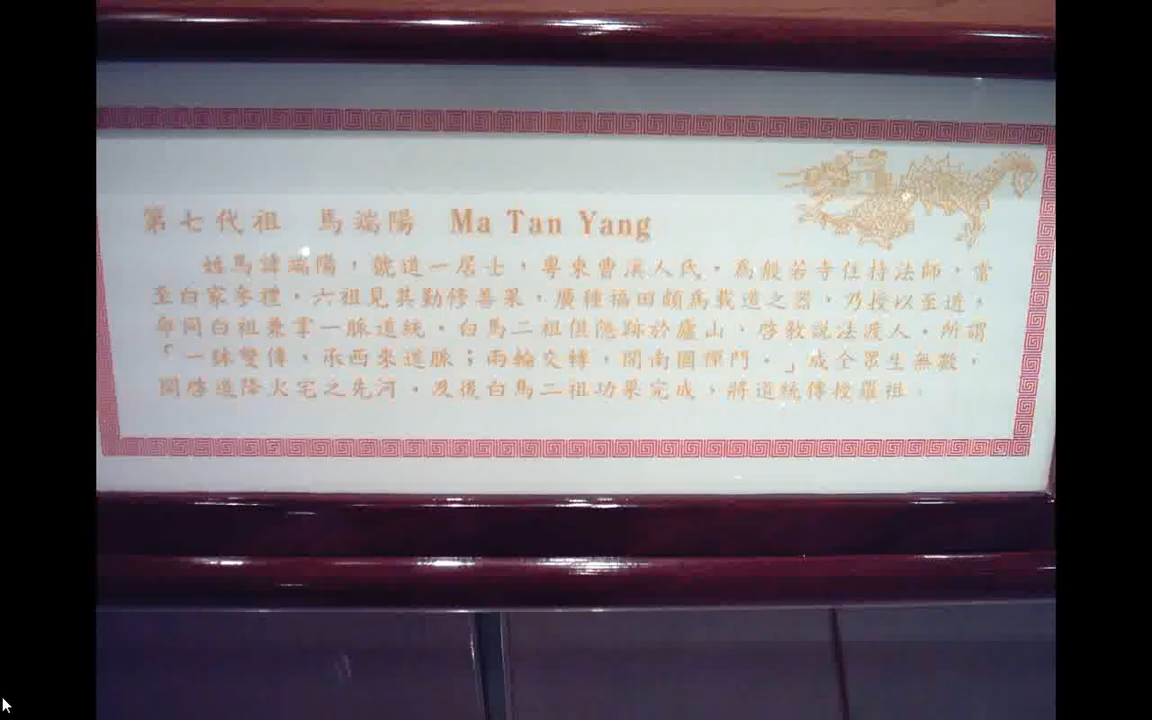 第七代祖 馬端陽 Ma Tan Yang
姓馬諱端陽,號道一居士,粵東曹溪人氏,為般若寺住持法師,常
至白家參禮,六祖見其勤修善果,廣種福田頗為載道之器,乃授以至道,
命同白祖兼掌一脈道統,白馬二祖俱隱跡於廬山,啓教說法渡人,所謂
「一鉢雙傳、承西來道脈;兩輪交轉,開南圓禪門。」成全眾生無數,
開啓道降火宅之先河,及後白馬二祖功果完成,將道統傳授羅祖。